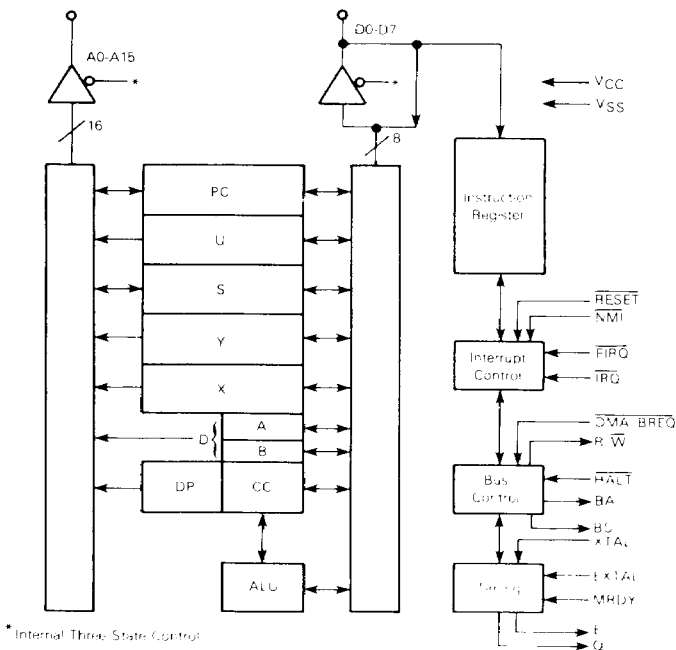 A0-A15
D0-D7
*
*
VCC
VSS
16
8
PC
U
S
Y
X
D
A
B
DP
CC
ALU
Instruction
Register
RESET
NMI
Interrupt
Control
FIRQ
IRQ
DMA BREQ
R/W
Bus
Control
HALT
BA
BS
XTAL
Timing
EXTAL
MRDY
E
Q
* Internal Three State Control